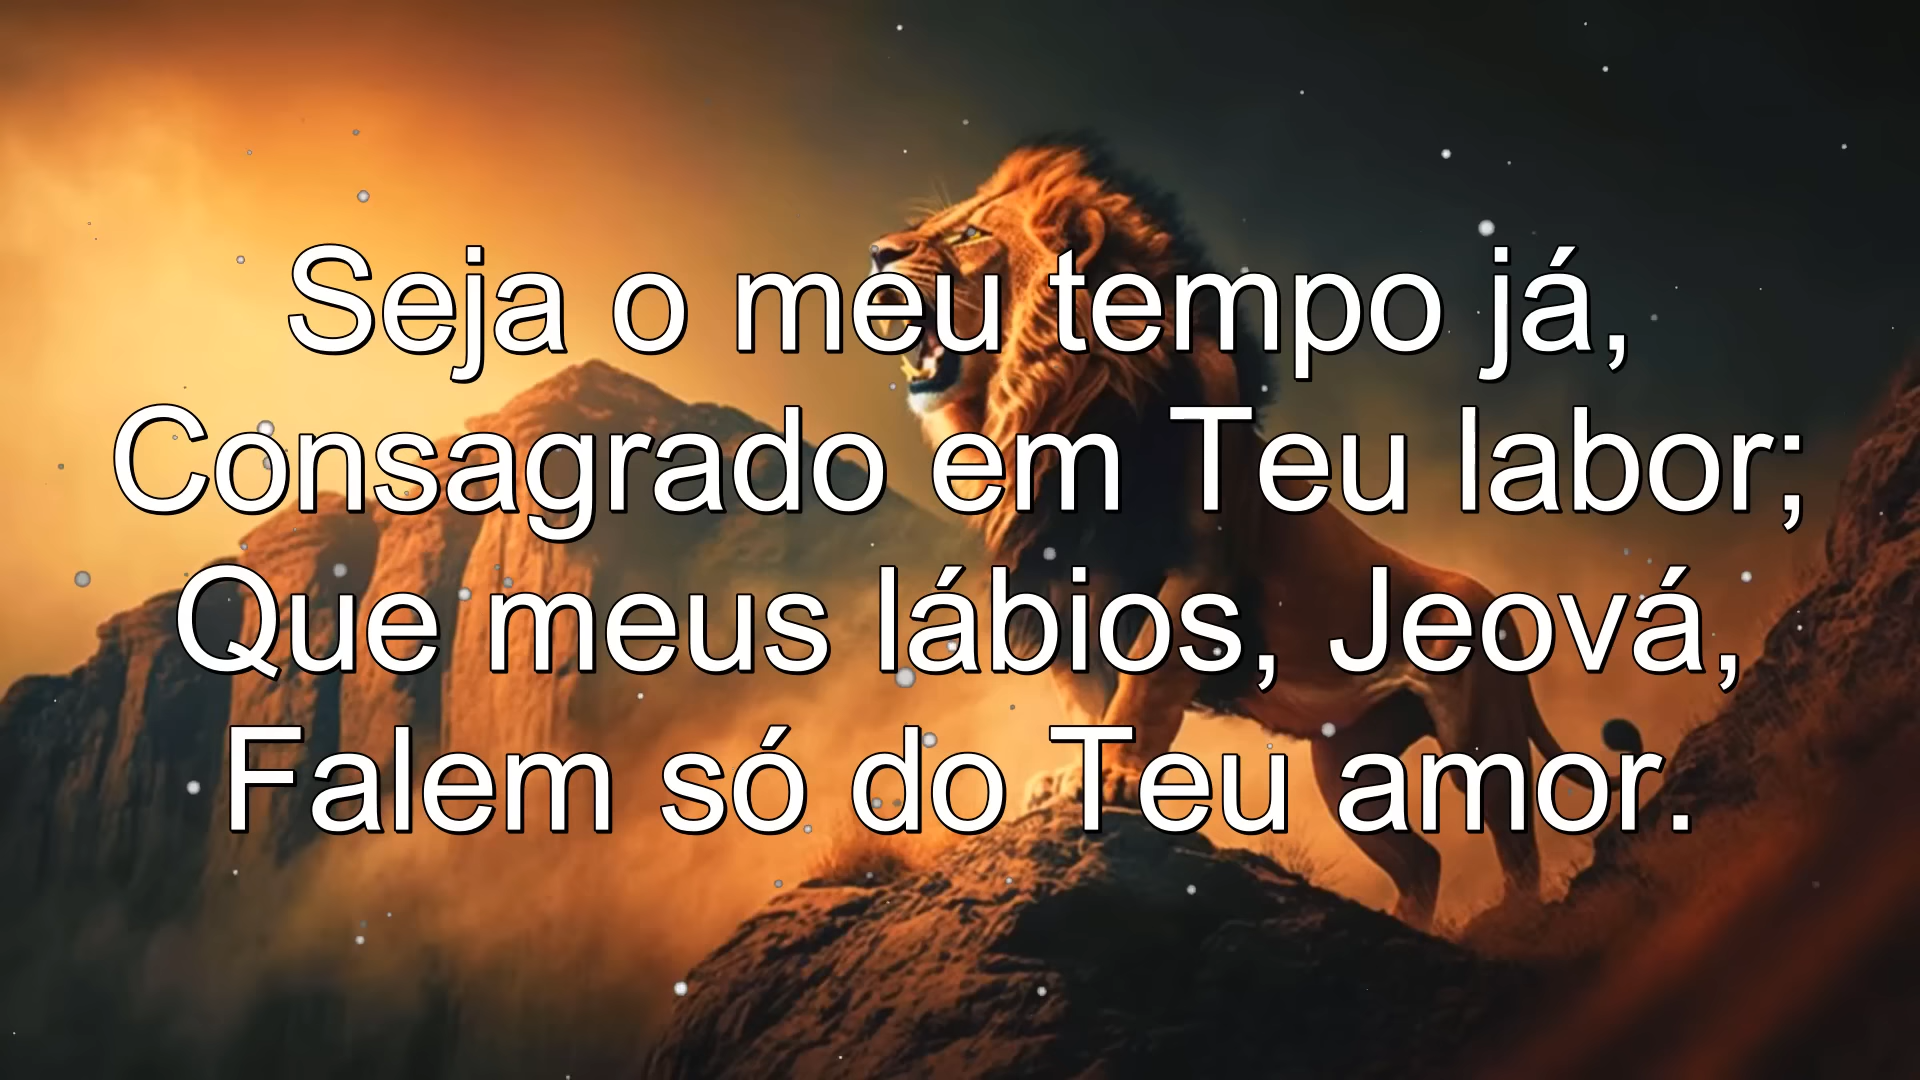 Seja o meu tempo já,
Consagrado em Teu labor;
Que meus lábios, Jeová,
Falem só do Teu amor.